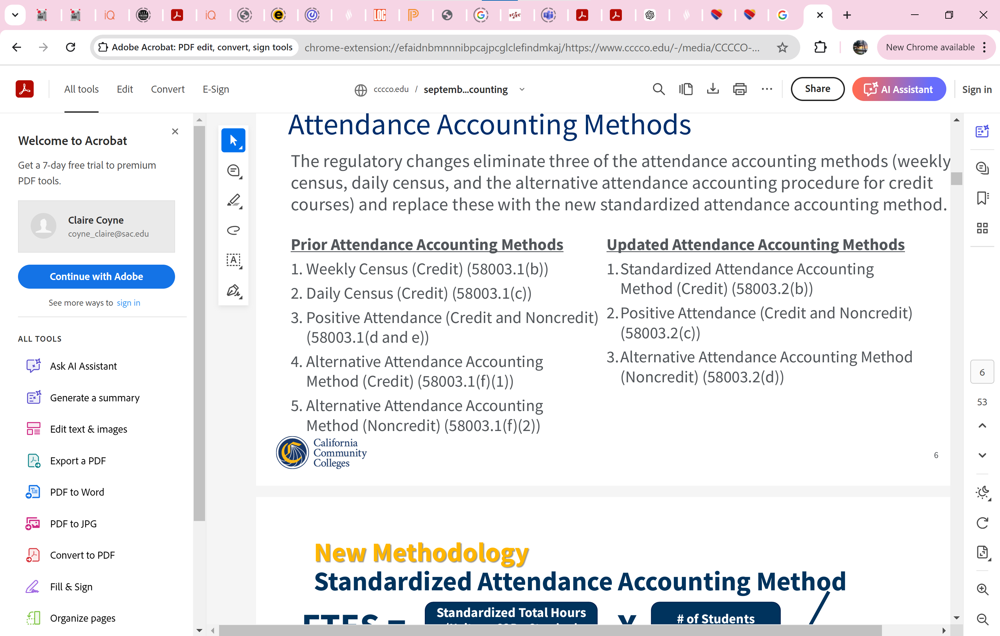 Adobe Acrobat: PDF edit, convert, sign tools
chrome-extension://efaidnbmnnnibpcajpcglclefindmkaj/https://www.cccco.edu/-/media/CCCCO-...
New Chrome available
All tools
Edit
Convert
E-Sign
cccco.edu / septemb...counting
Share
AI Assistant
Sign in
Welcome to Acrobat
Get a 7-day free trial to premium
PDF tools.
Claire Coyne
coyne_claire@sac.edu
Continue with Adobe
See more ways to sign in
ALL TOOLS
Ask AI Assistant
Generate a summary
Edit text & images
Export a PDF
PDF to Word
PDF to JPG
Convert to PDF
Fill & Sign
Organize pages
Attendance Accounting Methods
The regulatory changes eliminate three of the attendance accounting methods (weekly
census, daily census, and the alternative attendance accounting procedure for credit
courses) and replace these with the new standardized attendance accounting method.
Prior Attendance Accounting Methods
1. Weekly Census (Credit) (58003.1(b))
2. Daily Census (Credit) (58003.1(c))
3. Positive Attendance (Credit and Noncredit)
(58003.1(d and e))
4. Alternative Attendance Accounting
Method (Credit) (58003.1(f)(1))
5. Alternative Attendance Accounting
Method (Noncredit) (58003.1(f)(2))
Updated Attendance Accounting Methods
1. Standardized Attendance Accounting
Method (Credit) (58003.2(b))
2. Positive Attendance (Credit and Noncredit)
(58003.2(c))
3. Alternative Attendance Accounting Method
(Noncredit) (58003.2(d))
California
Community
Colleges
6
New Methodology
Standardized Attendance Accounting Method
FTES =
Standardized Total Hours
X
# of Students
6
53